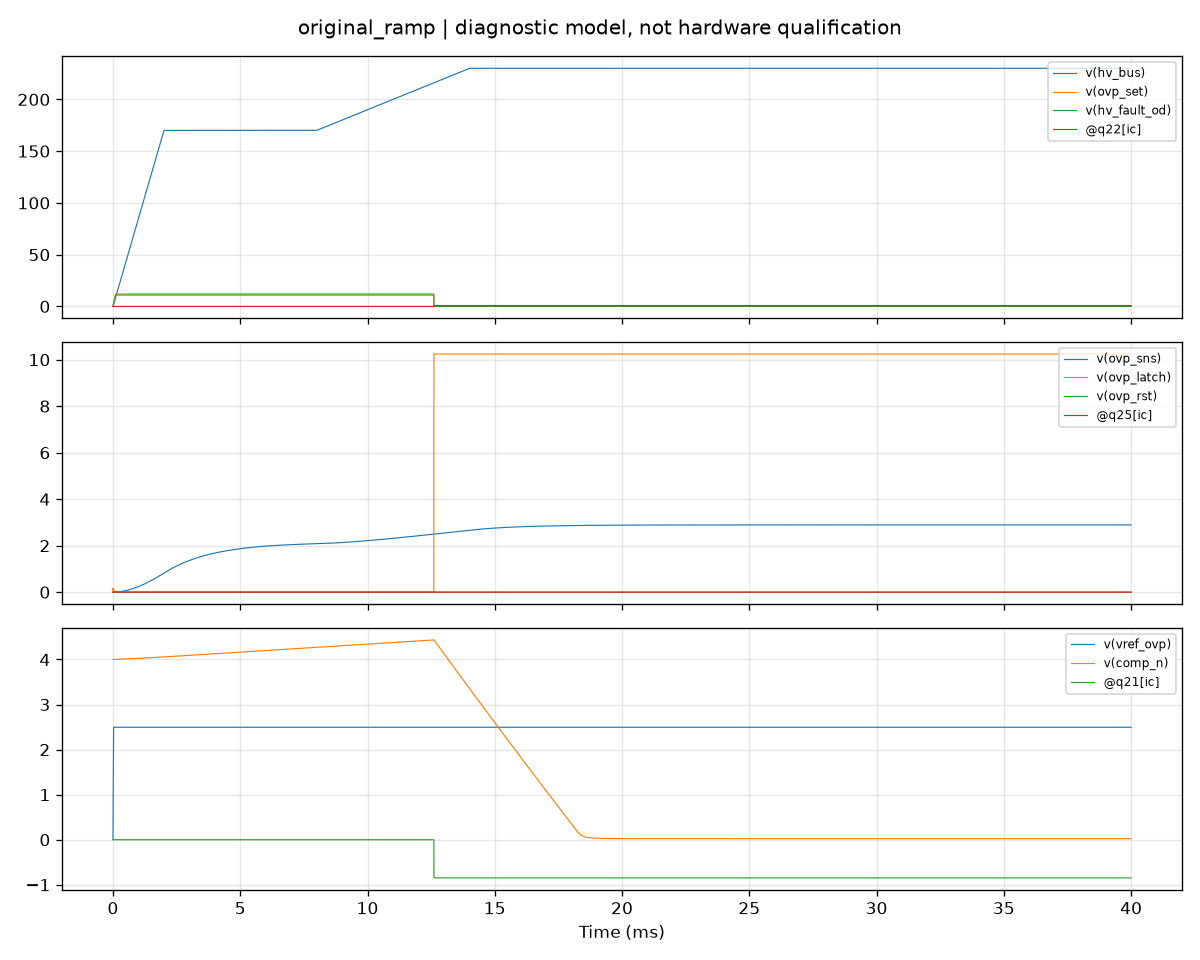 original_ramp | diagnostic model, not hardware qualification
200
150
100
50
0
v(hv_bus)
v(ovp_set)
v(hv_fault_od)
@q22[ic]
10
8
6
4
2
0
v(ovp_sns)
v(ovp_latch)
v(ovp_rst)
@q25[ic]
4
3
2
1
0
−1
v(vref_ovp)
v(comp_n)
@q21[ic]
0 5 10 15 20 25 30 35 40
Time (ms)